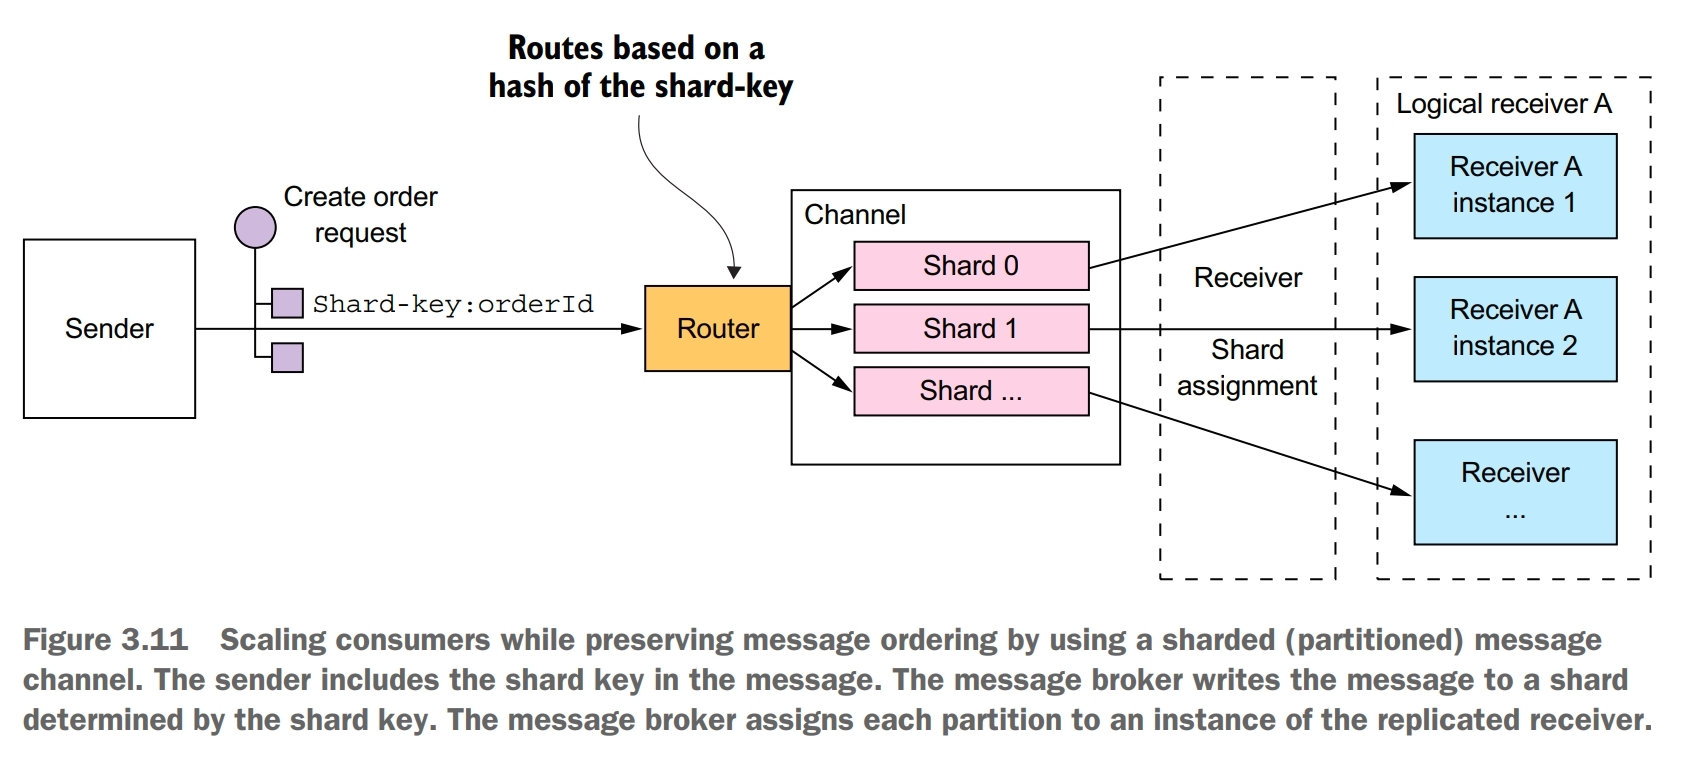 Routes based on a
hash of the shard-key
Create order
request
Sender
Shard-key:orderId
Router
Channel
Shard 0
Shard 1
Shard ...
Receiver
Shard
assignment
Logical receiver A
Receiver A
instance 1
Receiver A
instance 2
Receiver
...
Figure 3.11 Scaling consumers while preserving message ordering by using a sharded (partitioned) message
channel. The sender includes the shard key in the message. The message broker writes the message to a shard
determined by the shard key. The message broker assigns each partition to an instance of the replicated receiver.